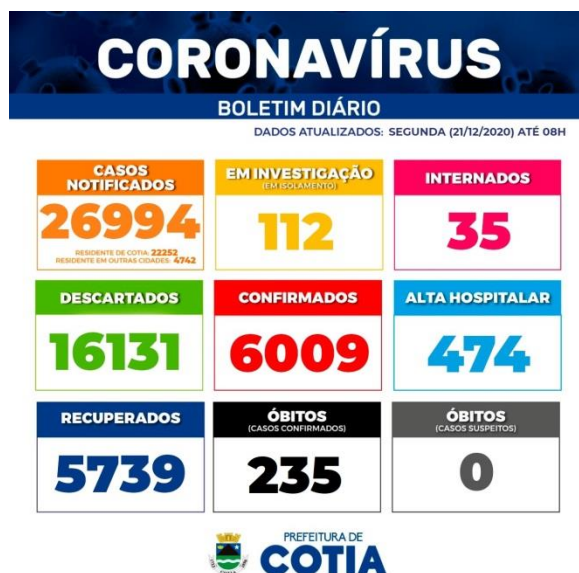 CORONAVÍRUS
BOLETIM DIÁRIO
DADOS ATUALIZADOS: SEGUNDA (21/12/2020) ATÉ 08H
CASOS
NOTIFICADOS
26994
RESIDENTE DE COTIA: 22252
RESIDENTE EM OUTRAS CIDADES: 4742
EM INVESTIGAÇÃO
(EM ISOLAMENTO)
112
INTERNADOS
35
DESCARTADOS
16131
CONFIRMADOS
6009
ALTA HOSPITALAR
474
RECUPERADOS
5739
ÓBITOS
(CASOS CONFIRMADOS)
235
ÓBITOS
(CASOS SUSPEITOS)
0
PREFEITURA DE
COTIA